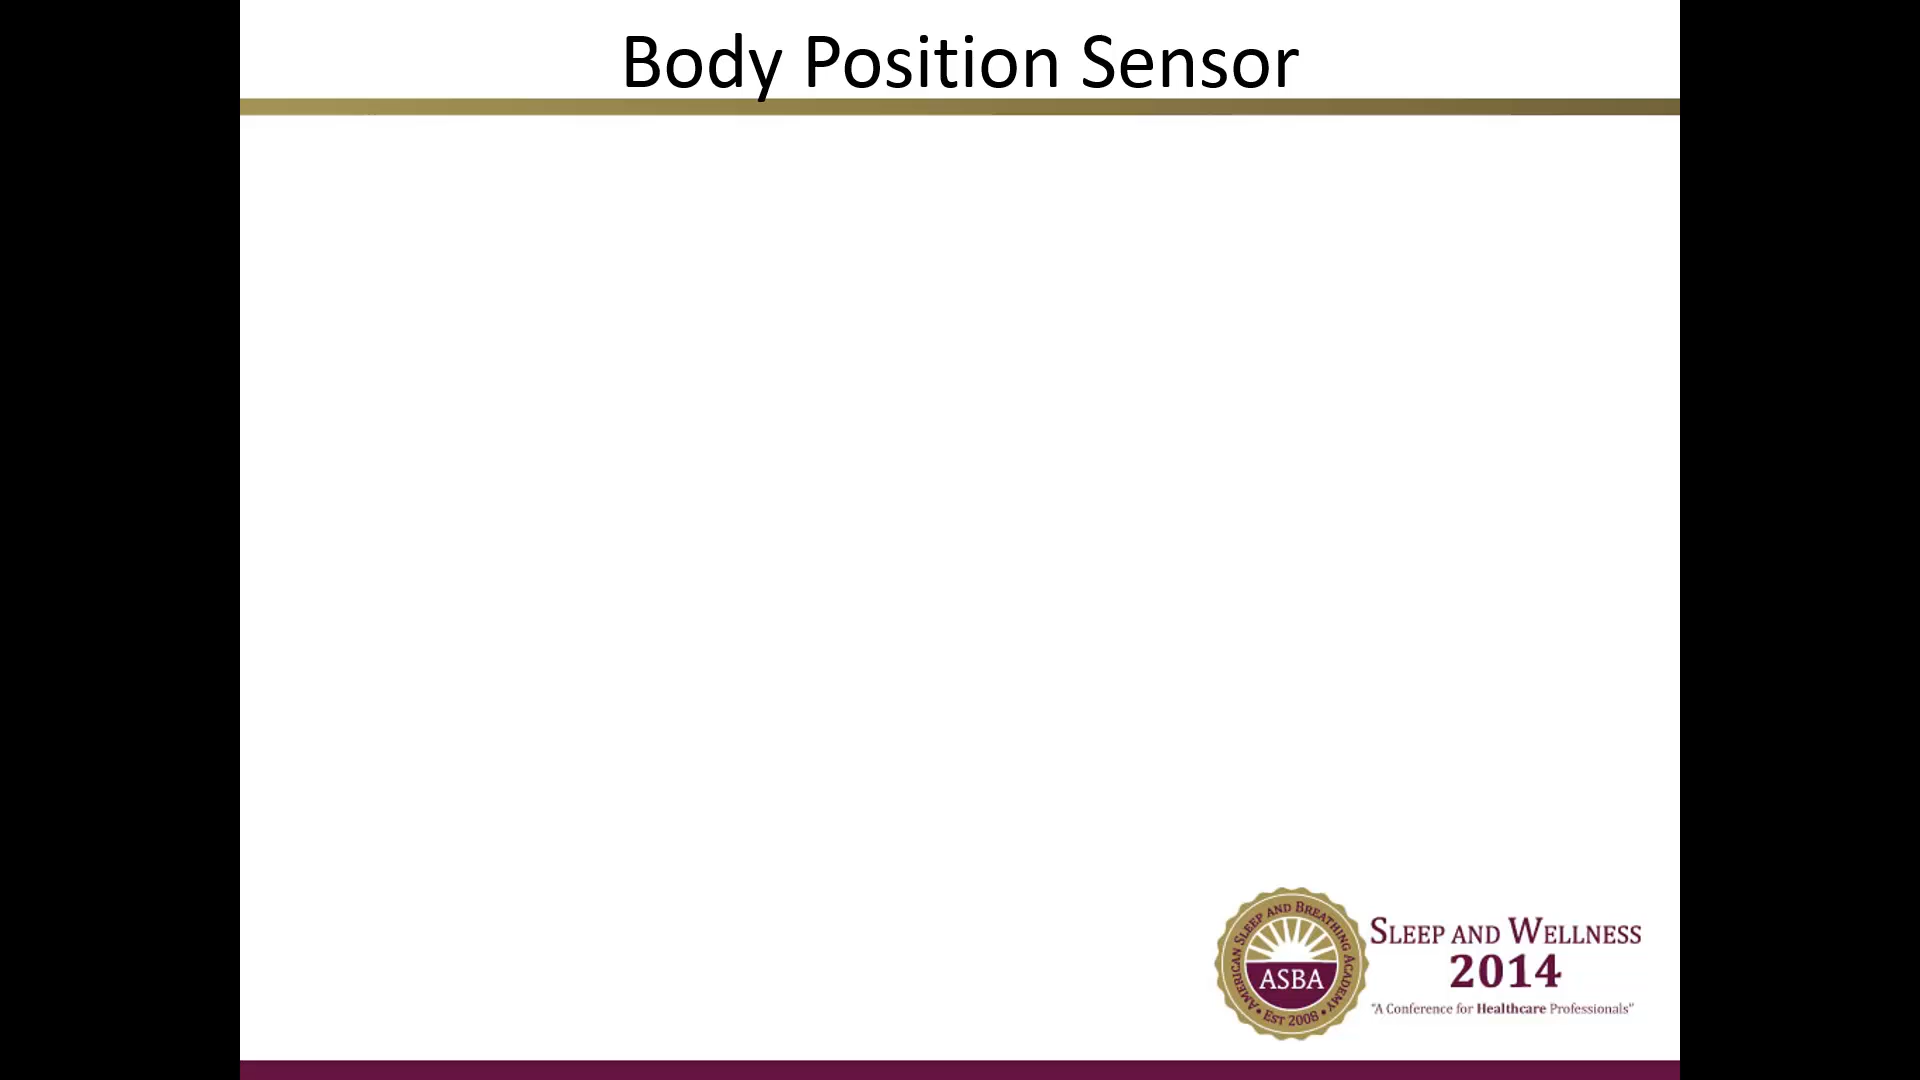 Body Position Sensor
AMERICAN SLEEP AND BREATHING ACADEMY
ASBA
• EST 2008 •
SLEEP AND WELLNESS
2014
"A Conference for Healthcare Professionals"